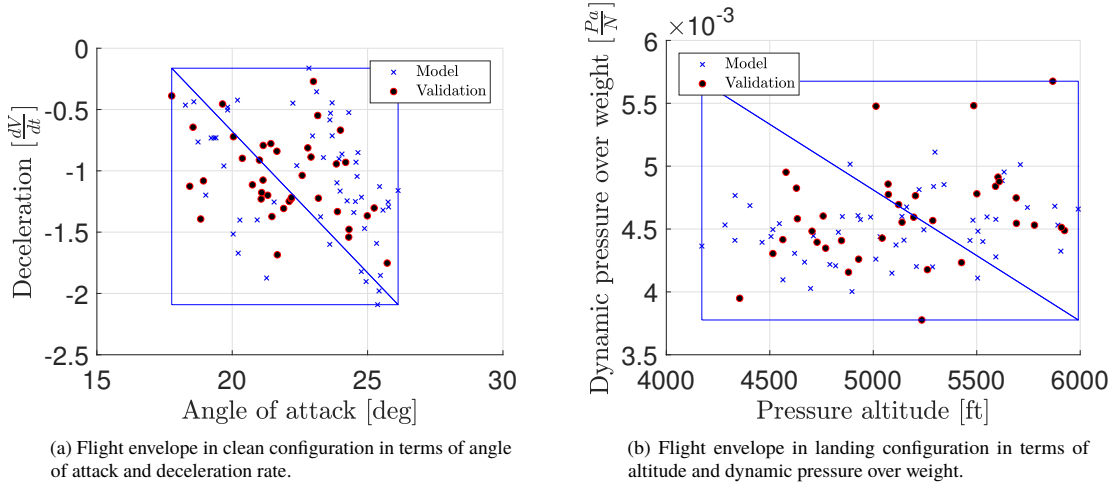 0
-0.5
-1
-1.5
-2
-2.5
15
20
25
30
Deceleration [dV/dt]
Angle of attack [deg]
Model
Validation
(a) Flight envelope in clean configuration in terms of angle
of attack and deceleration rate.
×10⁻³
6
5.5
5
4.5
4
3.5
4000
4500
5000
5500
6000
Dynamic pressure over weight [Pa/N]
Pressure altitude [ft]
Model
Validation
(b) Flight envelope in landing configuration in terms of
altitude and dynamic pressure over weight.